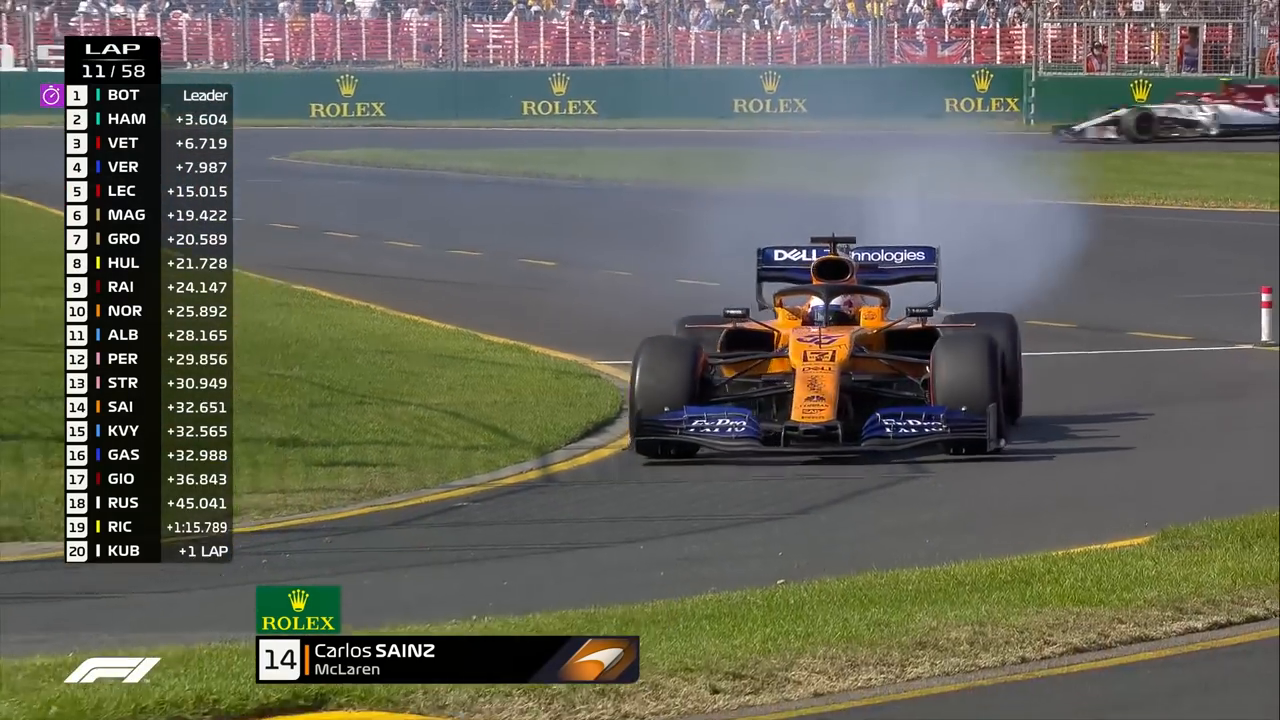 LAP
11 / 58
1 BOT Leader
2 HAM +3.604
3 VET +6.719
4 VER +7.987
5 LEC +15.015
6 MAG +19.422
7 GRO +20.589
8 HUL +21.728
9 RAI +24.147
10 NOR +25.892
11 ALB +28.165
12 PER +29.856
13 STR +30.949
14 SAI +32.651
15 KVY +32.565
16 GAS +32.988
17 GIO +36.843
18 RUS +45.041
19 RIC +1:15.789
20 KUB +1 LAP
ROLEX ROLEX ROLEX ROLEX
DELL Technologies
DELL
ROLEX
14 Carlos SAINZ
McLaren
F1